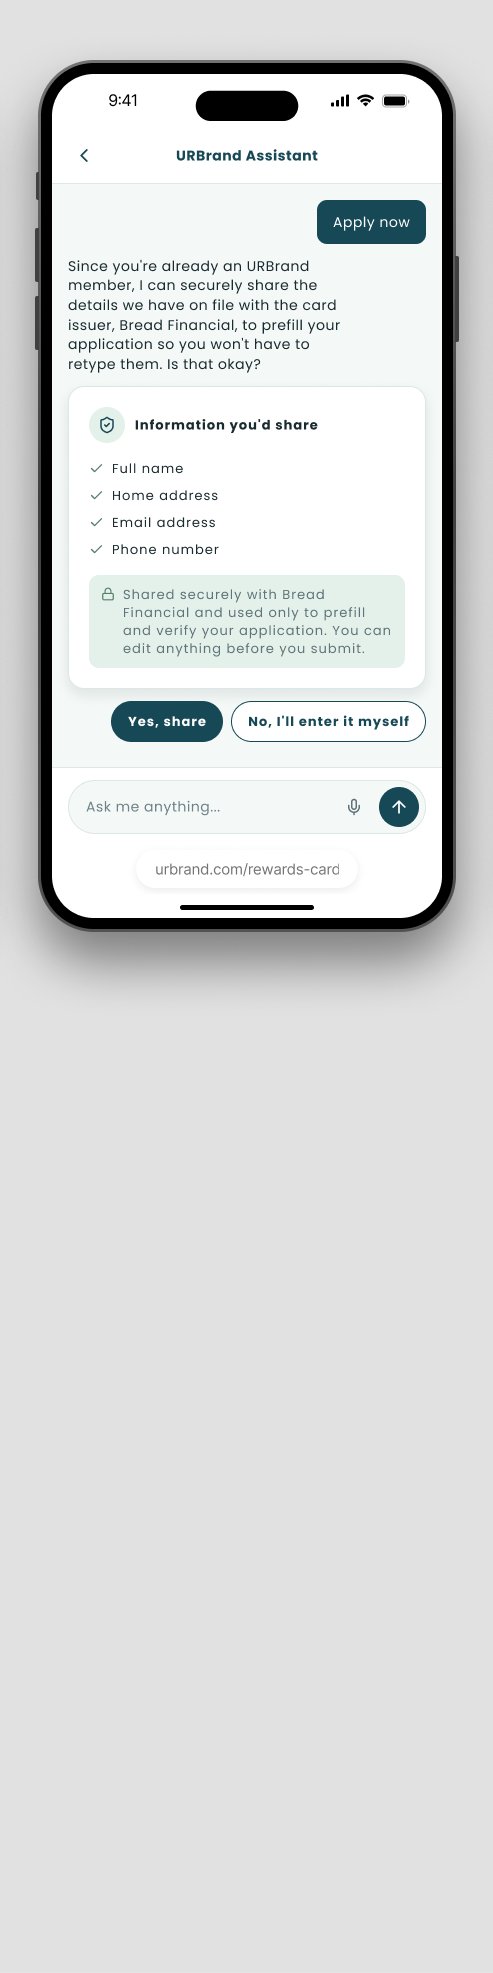 9:41
URBrand Assistant
Apply now
Since you're already an URBrand
member, I can securely share the
details we have on file with the card
issuer, Bread Financial, to prefill your
application so you won't have to
retype them. Is that okay?
Information you'd share
Full name
Home address
Email address
Phone number
Shared securely with Bread
Financial and used only to prefill
and verify your application. You can
edit anything before you submit.
Yes, share
No, I'll enter it myself
Ask me anything...
urbrand.com/rewards-card